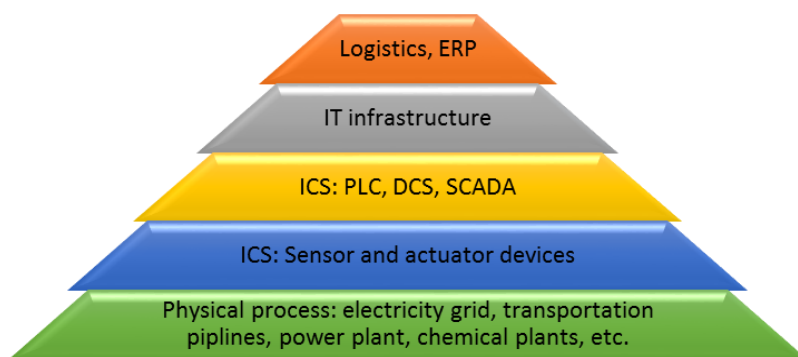 Logistics, ERP
IT infrastructure
ICS: PLC, DCS, SCADA
ICS: Sensor and actuator devices
Physical process: electricity grid, transportation
piplines, power plant, chemical plants, etc.